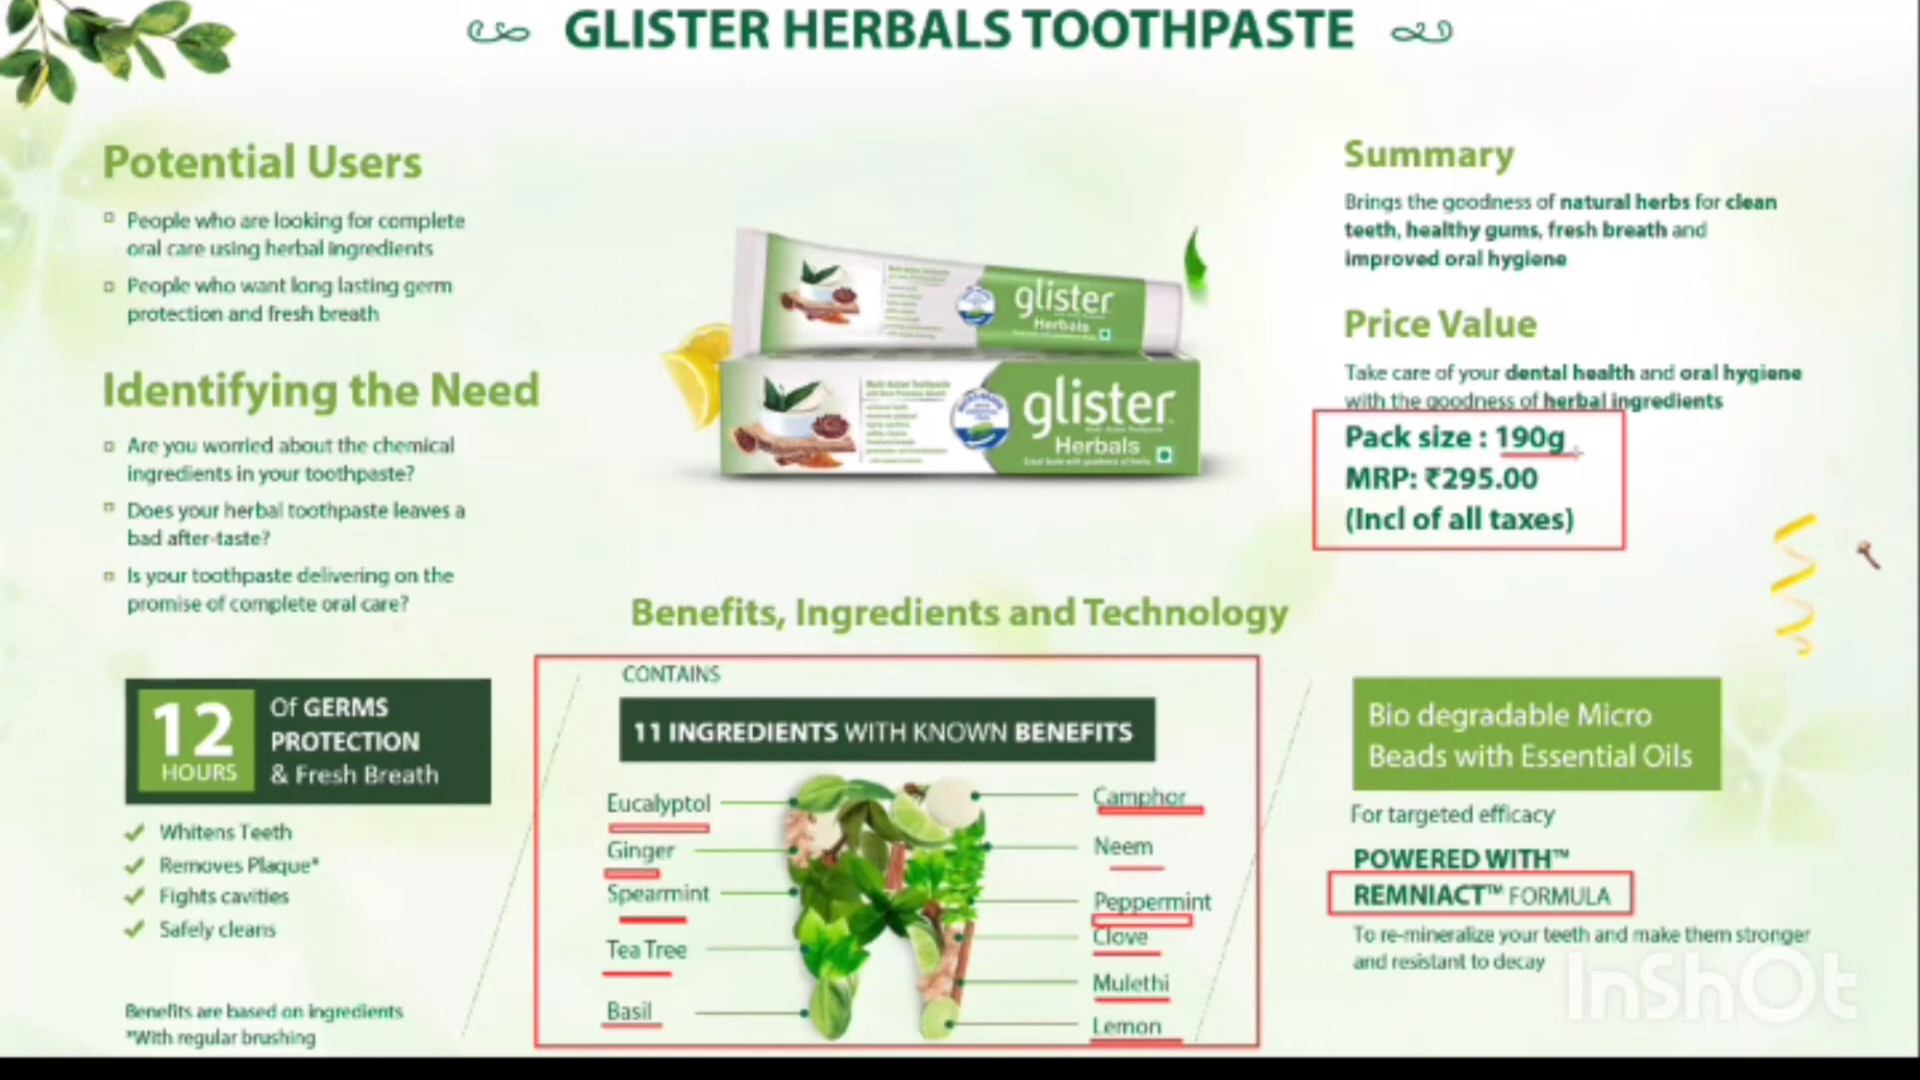 GLISTER HERBALS TOOTHPASTE
Potential Users
People who are looking for complete
oral care using herbal ingredients
People who want long lasting germ
protection and fresh breath
Identifying the Need
Are you worried about the chemical
ingredients in your toothpaste?
Does your herbal toothpaste leaves a
bad after-taste?
Is your toothpaste delivering on the
promise of complete oral care?
glister
Herbals
glister
Herbals
Summary
Brings the goodness of natural herbs for clean
teeth, healthy gums, fresh breath and
improved oral hygiene
Price Value
Take care of your dental health and oral hygiene
with the goodness of herbal ingredients
Pack size : 190g
MRP: ₹295.00
(Incl of all taxes)
Benefits, Ingredients and Technology
12
HOURS
Of GERMS
PROTECTION
& Fresh Breath
Whitens Teeth
Removes Plaque*
Fights cavities
Safely cleans
Benefits are based on ingredients
*With regular brushing
CONTAINS
11 INGREDIENTS WITH KNOWN BENEFITS
Eucalyptol
Ginger
Spearmint
Tea Tree
Basil
Camphor
Neem
Peppermint
Clove
Mulethi
Lemon
Bio degradable Micro
Beads with Essential Oils
For targeted efficacy
POWERED WITH™
REMNIACT™ FORMULA
To re-mineralize your teeth and make them stronger
and resistant to decay
InShOt